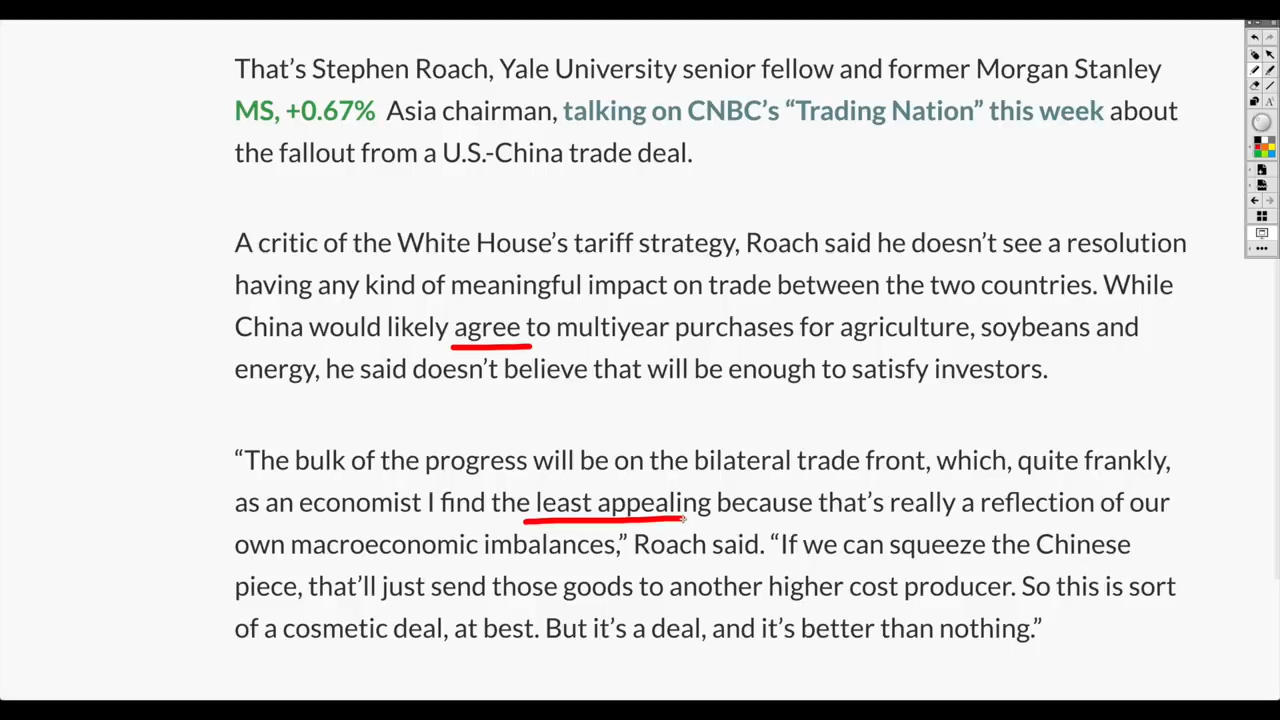 That’s Stephen Roach, Yale University senior fellow and former Morgan Stanley
MS, +0.67% Asia chairman, talking on CNBC’s “Trading Nation” this week about
the fallout from a U.S.-China trade deal.
A critic of the White House’s tariff strategy, Roach said he doesn’t see a resolution
having any kind of meaningful impact on trade between the two countries. While
China would likely agree to multiyear purchases for agriculture, soybeans and
energy, he said doesn’t believe that will be enough to satisfy investors.
“The bulk of the progress will be on the bilateral trade front, which, quite frankly,
as an economist I find the least appealing because that’s really a reflection of our
own macroeconomic imbalances,” Roach said. “If we can squeeze the Chinese
piece, that’ll just send those goods to another higher cost producer. So this is sort
of a cosmetic deal, at best. But it’s a deal, and it’s better than nothing.”